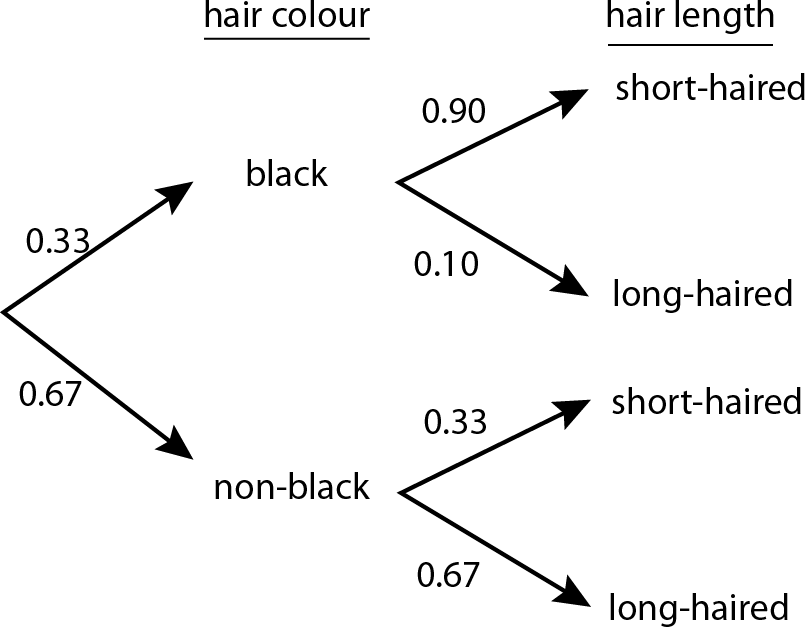 hair colour
hair length
short-haired
0.90
black
0.33
0.10
long-haired
0.67
short-haired
0.33
non-black
0.67
long-haired